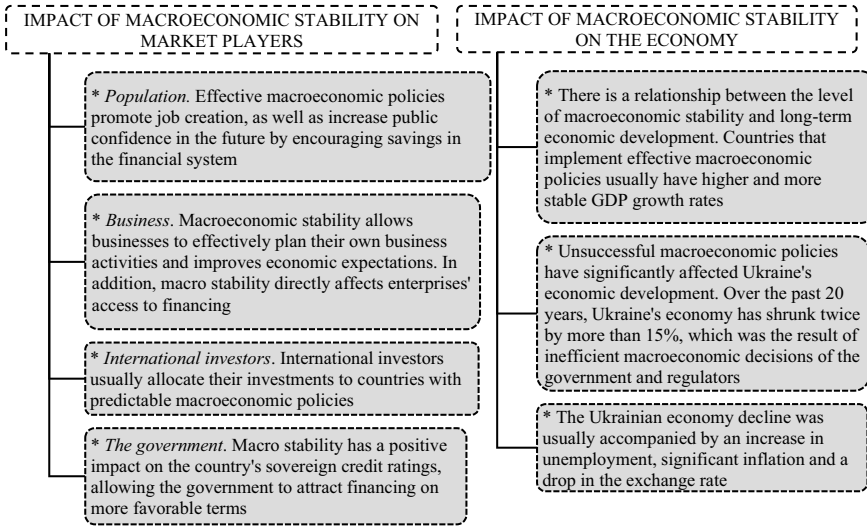 IMPACT OF MACROECONOMIC STABILITY ON
MARKET PLAYERS
* Population. Effective macroeconomic policies
promote job creation, as well as increase public
confidence in the future by encouraging savings in
the financial system
* Business. Macroeconomic stability allows
businesses to effectively plan their own business
activities and improves economic expectations. In
addition, macro stability directly affects enterprises'
access to financing
* International investors. International investors
usually allocate their investments to countries with
predictable macroeconomic policies
* The government. Macro stability has a positive
impact on the country's sovereign credit ratings,
allowing the government to attract financing on
more favorable terms
IMPACT OF MACROECONOMIC STABILITY
ON THE ECONOMY
* There is a relationship between the level
of macroeconomic stability and long-term
economic development. Countries that
implement effective macroeconomic
policies usually have higher and more
stable GDP growth rates
* Unsuccessful macroeconomic policies
have significantly affected Ukraine's
economic development. Over the past 20
years, Ukraine's economy has shrunk twice
by more than 15%, which was the result of
inefficient macroeconomic decisions of the
government and regulators
* The Ukrainian economy decline was
usually accompanied by an increase in
unemployment, significant inflation and a
drop in the exchange rate